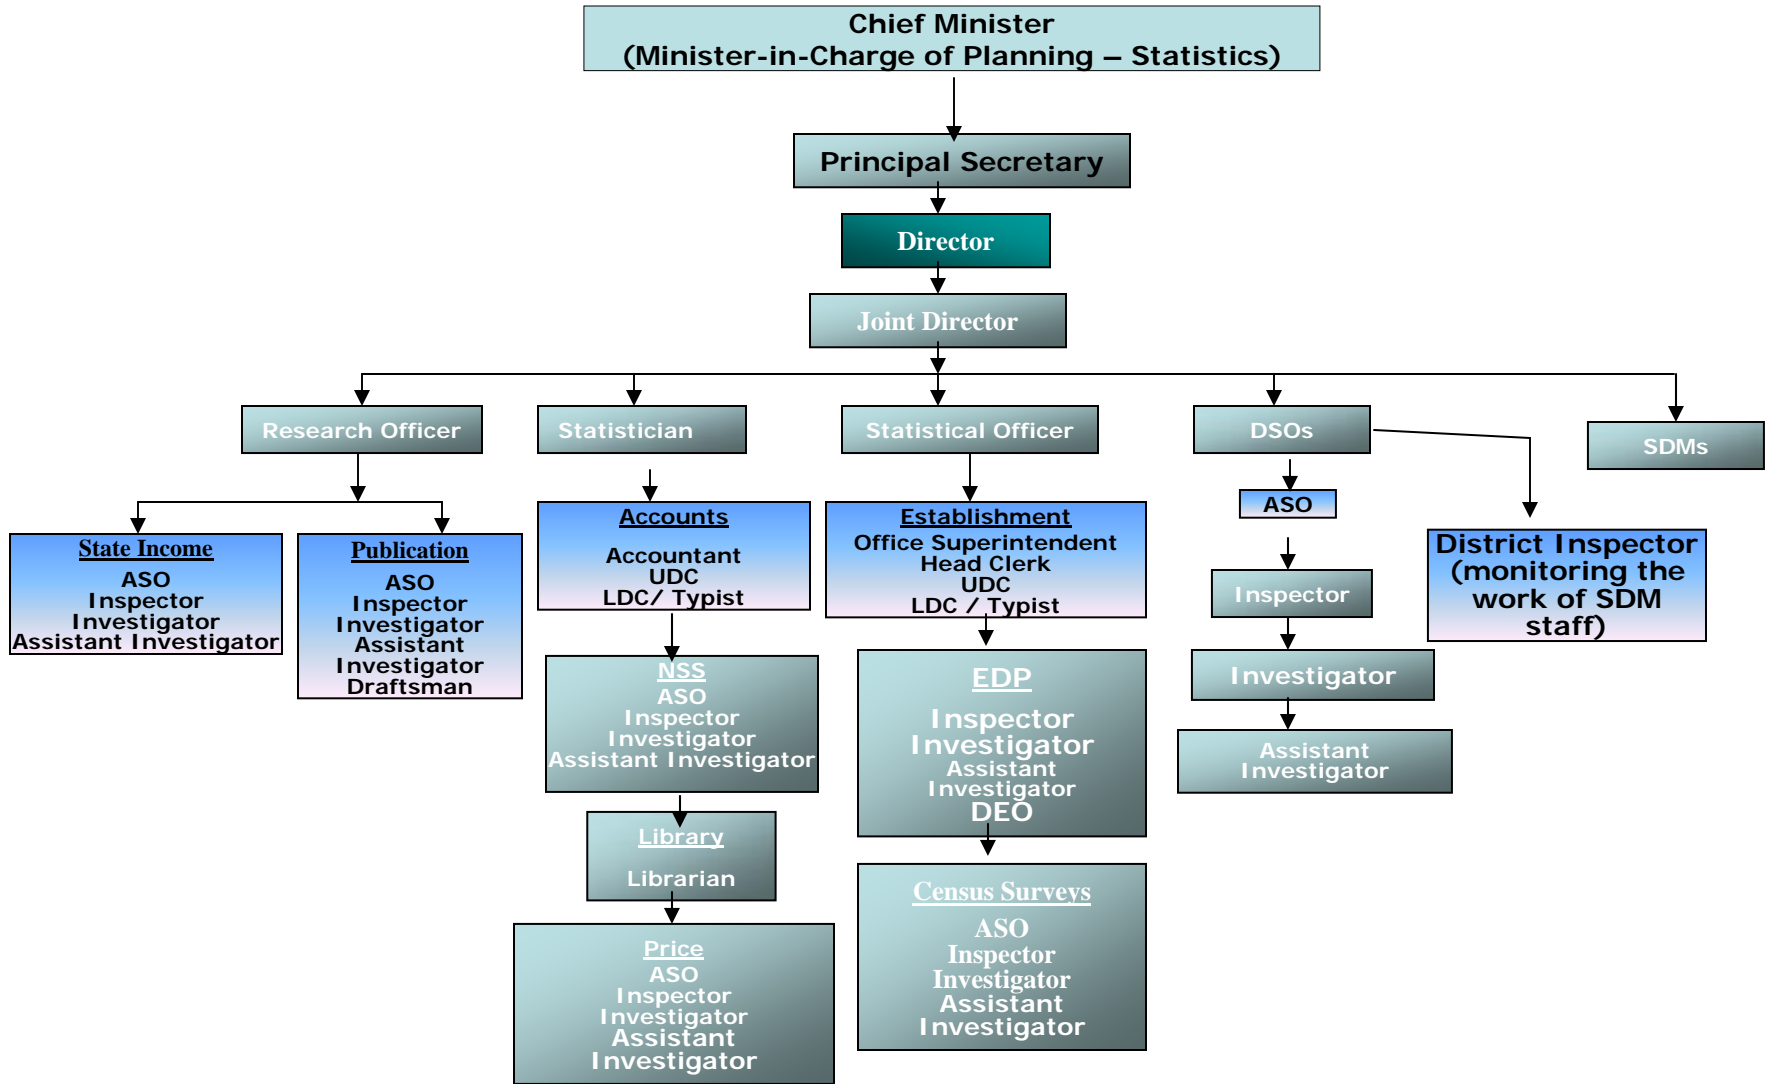 Chief Minister
(Minister-in-Charge of Planning – Statistics)
Principal Secretary
Director
Joint Director
Research Officer
Statistician
Statistical Officer
DSOs
SDMs
State Income
ASO
Inspector
Investigator
Assistant Investigator
Publication
ASO
Inspector
Investigator
Assistant
Investigator
Draftsman
Accounts
Accountant
UDC
LDC/ Typist
NSS
ASO
Inspector
Investigator
Assistant Investigator
Library
Librarian
Price
ASO
Inspector
Investigator
Assistant
Investigator
Establishment
Office Superintendent
Head Clerk
UDC
LDC / Typist
EDP
Inspector
Investigator
Assistant
Investigator
DEO
Census Surveys
ASO
Inspector
Investigator
Assistant
Investigator
ASO
Inspector
Investigator
Assistant
Investigator
District Inspector
(monitoring the
work of SDM
staff)